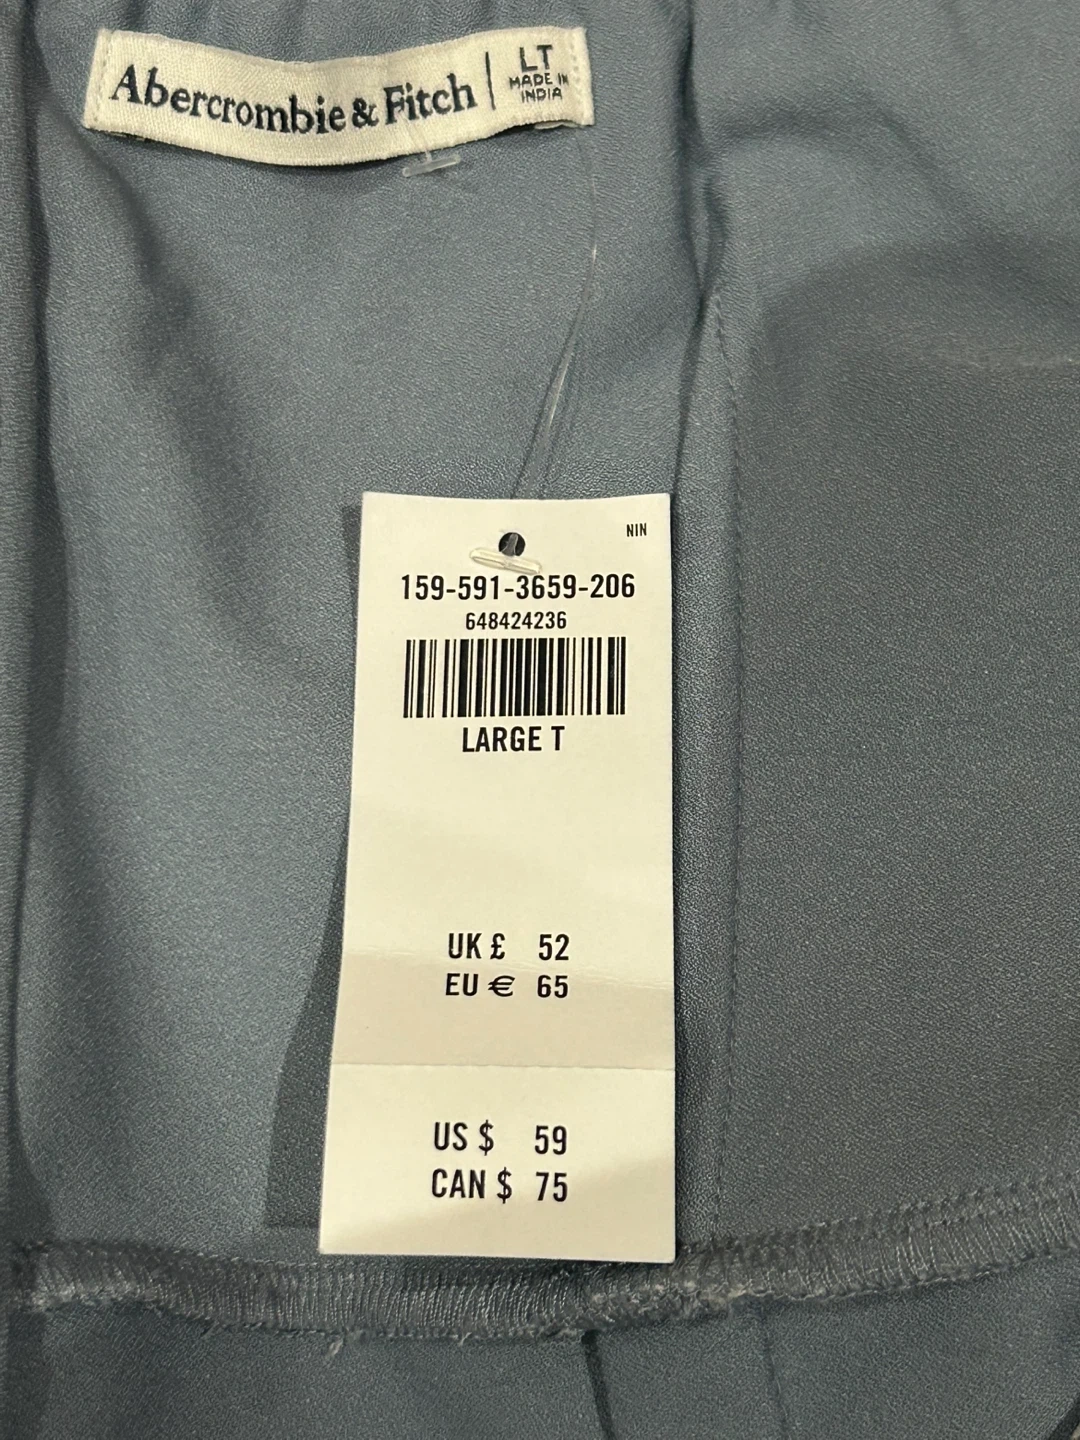 Abercrombie & Fitch | LT
MADE IN
INDIA
NIN
159-591-3659-206
648424236
LARGE T
UK £ 52
EU € 65
US $ 59
CAN $ 75